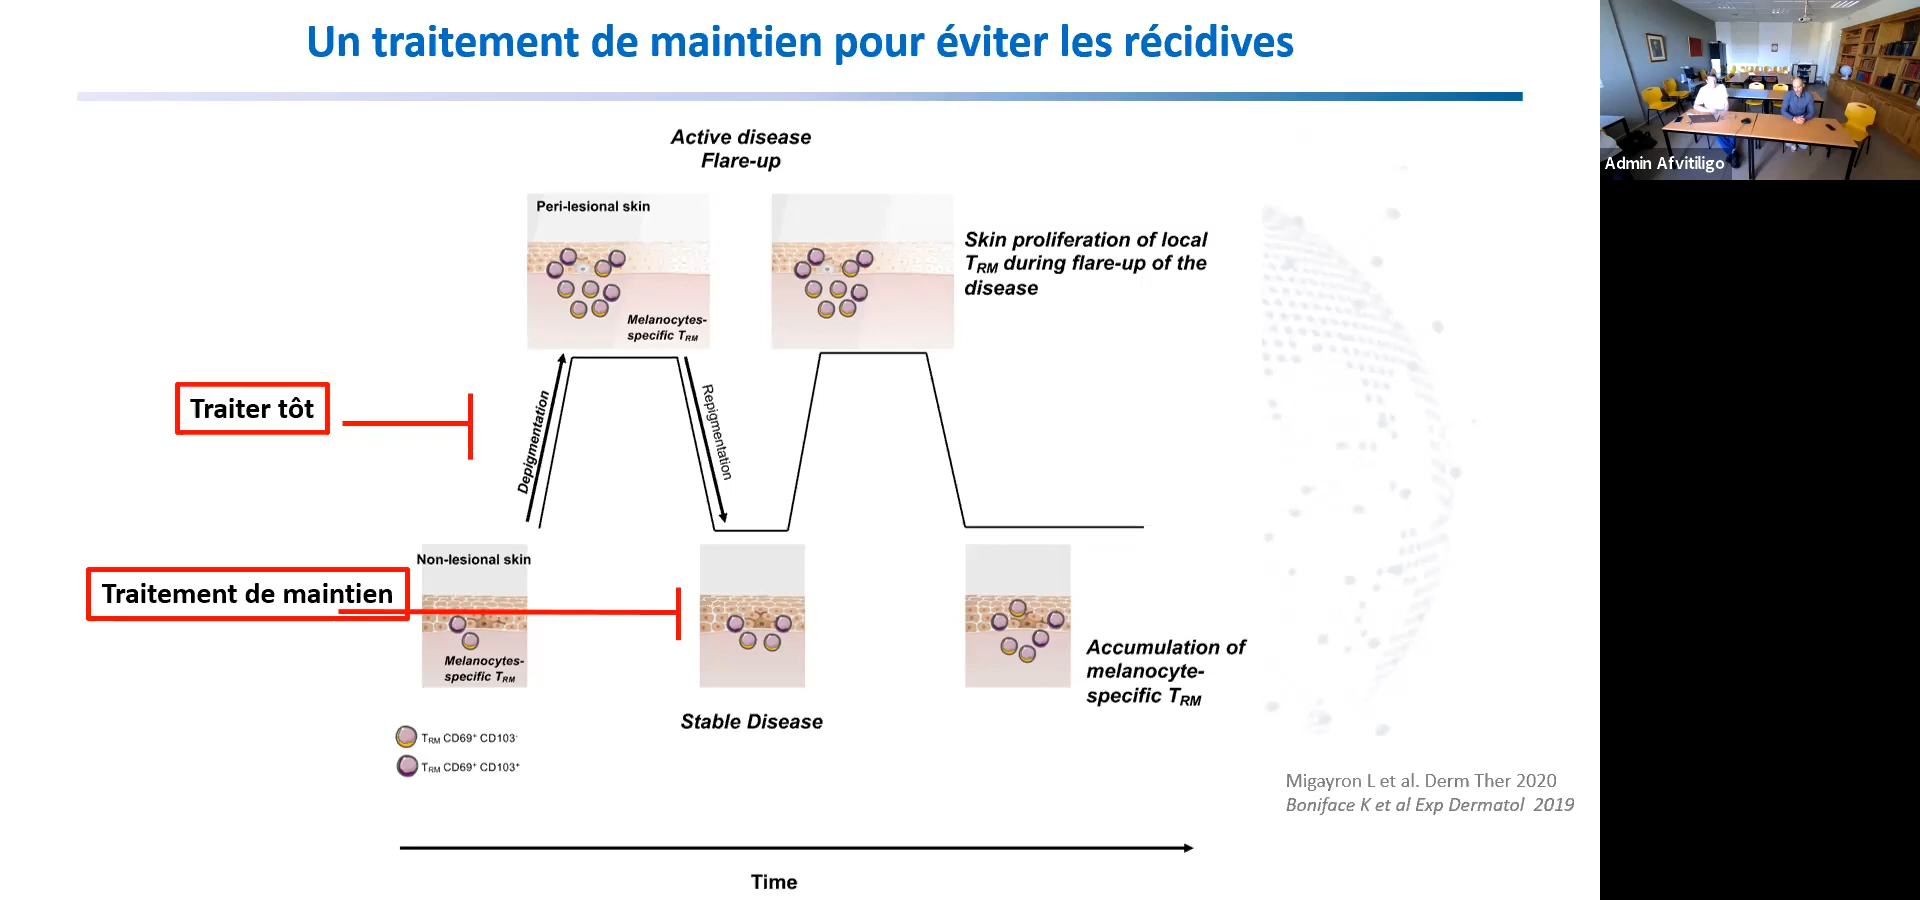 Un traitement de maintien pour éviter les récidives
Admin Afvitiligo
Active disease
Flare-up
Peri-lesional skin
Melanocytes-
specific TRM
Skin proliferation of local
TRM during flare-up of the
disease
Traiter tôt
Depigmentation
Repigmentation
Non-lesional skin
Traitement de maintien
Melanocytes-
specific TRM
Accumulation of
melanocyte-
specific TRM
Stable Disease
TRM CD69⁺ CD103⁻
TRM CD69⁺ CD103⁺
Migayron L et al. Derm Ther 2020
Boniface K et al Exp Dermatol 2019
Time